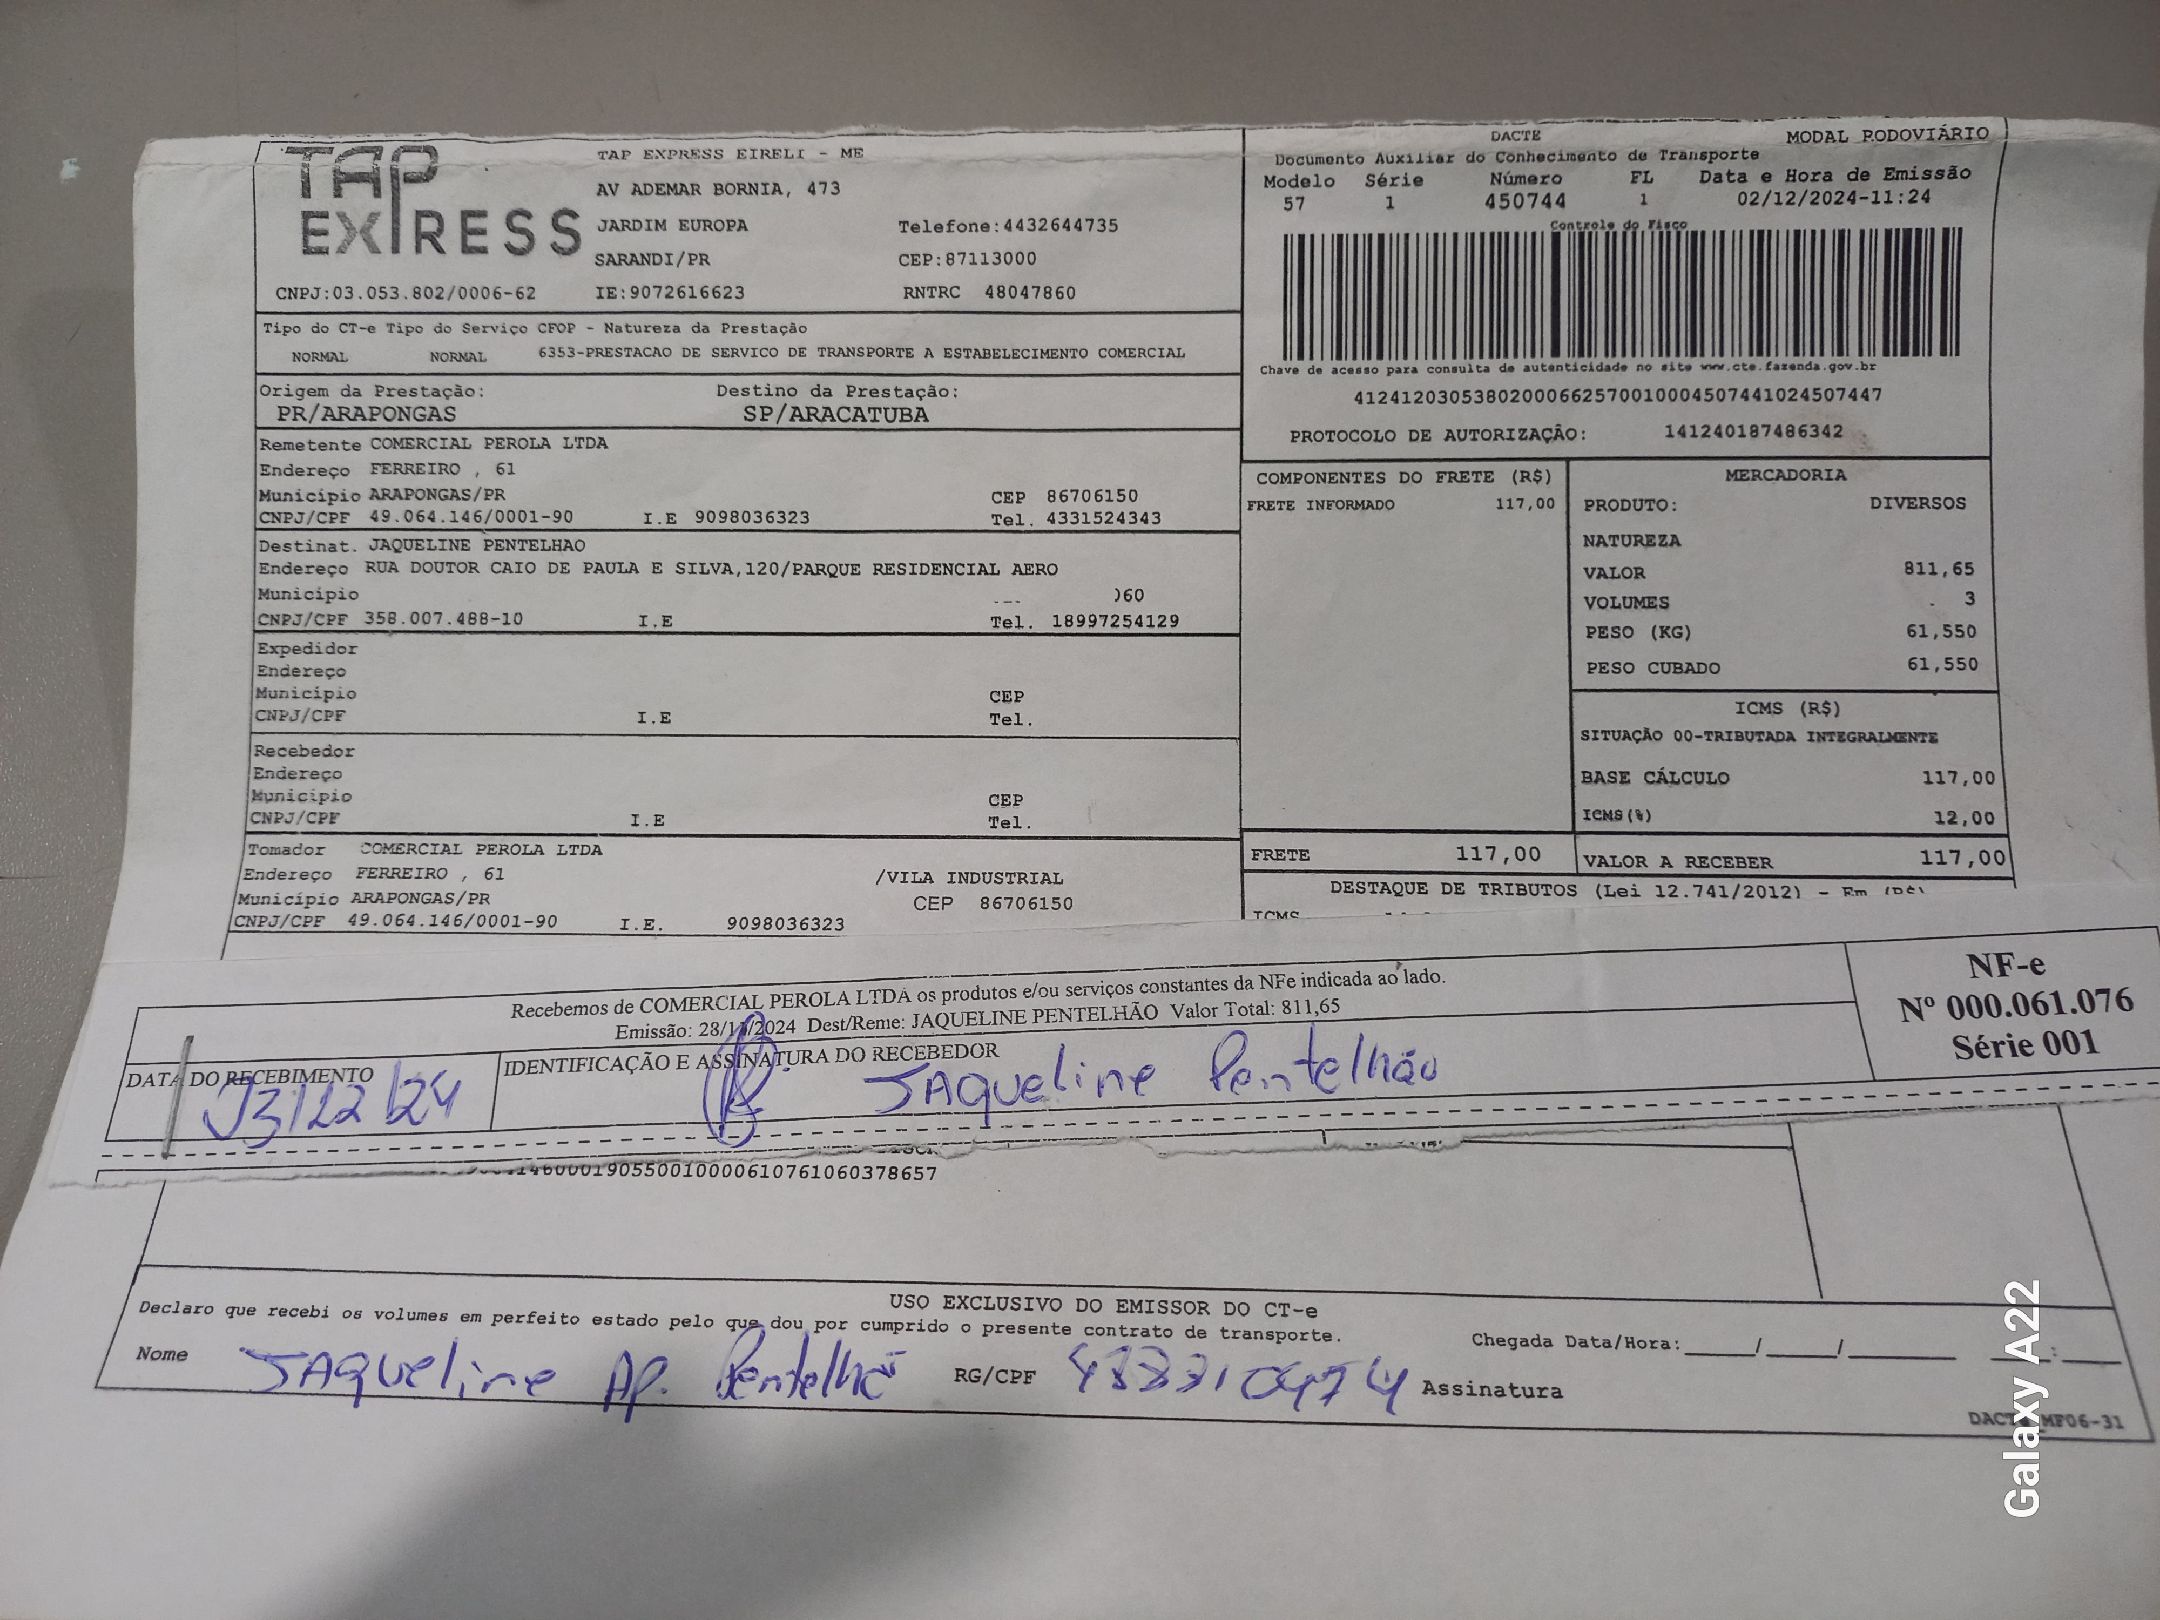 TAP EXPRESS
TAP EXPRESS EIRELI - ME
AV ADEMAR BORNIA, 473
JARDIM EUROPA Telefone:4432644735
SARANDI/PR CEP:87113000
CNPJ:03.053.802/0006-62 IE:9072616623 RNTRC 48047860
DACTE MODAL RODOVIÁRIO
Documento Auxiliar do Conhecimento de Transporte
Modelo Série Número FL Data e Hora de Emissão
57 1 450744 1 02/12/2024-11:24
Controle do Fisco
Chave de acesso para consulta de autenticidade no site www.cte.fazenda.gov.br
41241203053802000662570010004507441024507447
PROTOCOLO DE AUTORIZAÇÃO: 141240187486342
Tipo do CT-e Tipo do Serviço CFOP - Natureza da Prestação
NORMAL NORMAL 6353-PRESTACAO DE SERVICO DE TRANSPORTE A ESTABELECIMENTO COMERCIAL
Origem da Prestação: Destino da Prestação:
PR/ARAPONGAS SP/ARACATUBA
Remetente COMERCIAL PEROLA LTDA
Endereço FERREIRO , 61
Município ARAPONGAS/PR CEP 86706150
CNPJ/CPF 49.064.146/0001-90 I.E 9098036323 Tel. 4331524343
Destinat. JAQUELINE PENTELHAO
Endereço RUA DOUTOR CAIO DE PAULA E SILVA,120/PARQUE RESIDENCIAL AERO
Município 060
CNPJ/CPF 358.007.488-10 I.E Tel. 18997254129
Expedidor
Endereço
Município CEP
CNPJ/CPF I.E Tel.
Recebedor
Endereço
Município CEP
CNPJ/CPF I.E Tel.
Tomador COMERCIAL PEROLA LTDA
Endereço FERREIRO , 61 /VILA INDUSTRIAL
Município ARAPONGAS/PR CEP 86706150
CNPJ/CPF 49.064.146/0001-90 I.E. 9098036323
COMPONENTES DO FRETE (R$)
FRETE INFORMADO 117,00
MERCADORIA
PRODUTO: DIVERSOS
NATUREZA
VALOR 811,65
VOLUMES 3
PESO (KG) 61,550
PESO CUBADO 61,550
ICMS (R$)
SITUAÇÃO 00-TRIBUTADA INTEGRALMENTE
BASE CÁLCULO 117,00
ICMS(%) 12,00
FRETE 117,00 VALOR A RECEBER 117,00
DESTAQUE DE TRIBUTOS (Lei 12.741/2012) - Em (R$)
ICMS
Recebemos de COMERCIAL PEROLA LTDA os produtos e/ou serviços constantes da NFe indicada ao lado.
Emissão: 28/11/2024 Dest/Reme: JAQUELINE PENTELHÃO Valor Total: 811,65
NF-e
Nº 000.061.076
Série 001
DATA DO RECEBIMENTO IDENTIFICAÇÃO E ASSINATURA DO RECEBEDOR
Jaqueline Pentelhão
146000190550010000610761060378657
USO EXCLUSIVO DO EMISSOR DO CT-e
Declaro que recebi os volumes em perfeito estado pelo que dou por cumprido o presente contrato de transporte.
Chegada Data/Hora:____/____/______ ___:___
Nome Jaqueline Ap. Pentelhã RG/CPF Assinatura
MF06-31
Galaxy A22